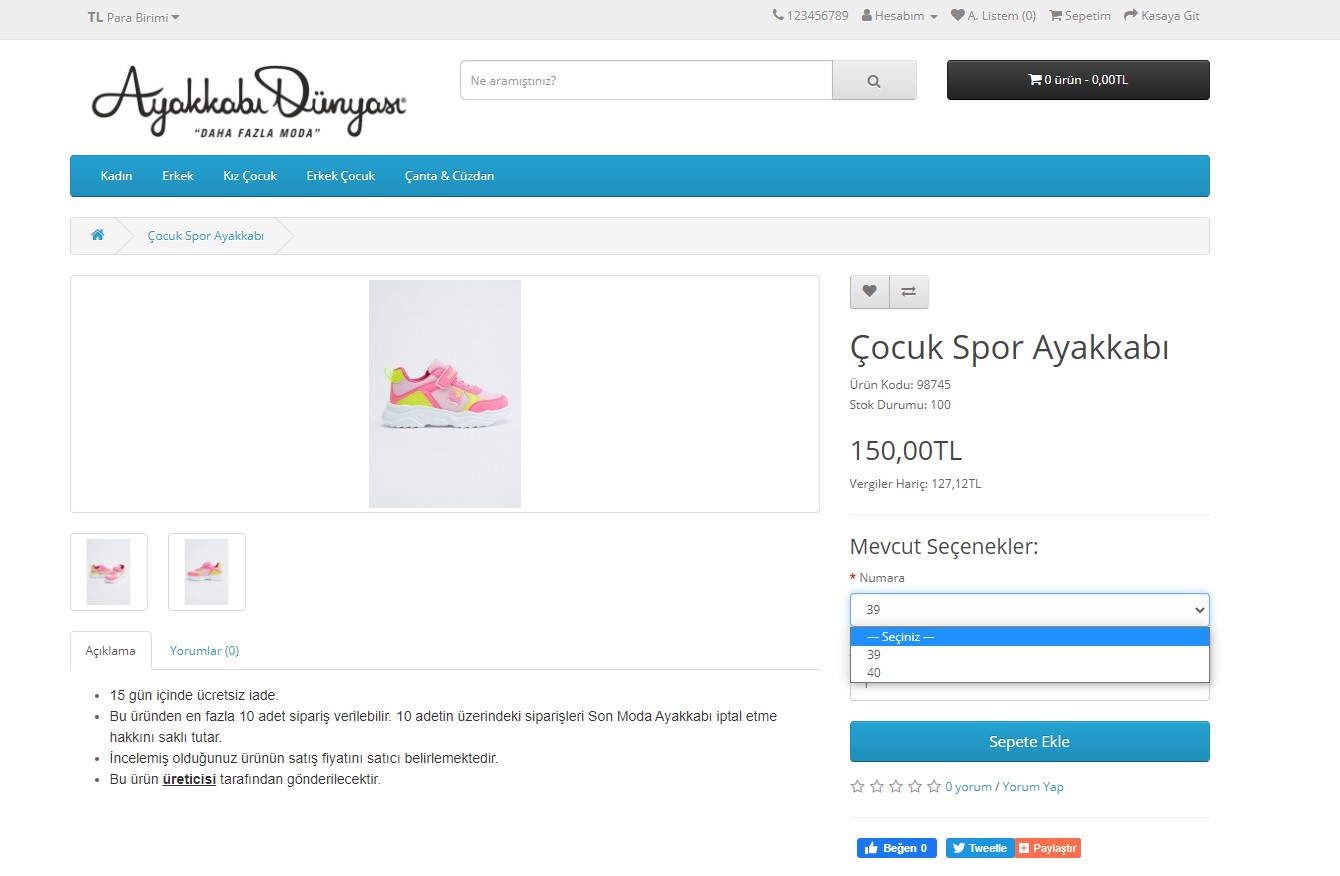 TL Para Birimi
123456789 Hesabım A. Listem (0) Sepetim Kasaya Git
Ayakkabı Dünyası
"DAHA FAZLA MODA"
Ne aramıştınız?
0 ürün - 0,00TL
Kadın Erkek Kız Çocuk Erkek Çocuk Çanta & Cüzdan
Çocuk Spor Ayakkabı
Çocuk Spor Ayakkabı
Ürün Kodu: 98745
Stok Durumu: 100
150,00TL
Vergiler Hariç: 127,12TL
Mevcut Seçenekler:
* Numara
39
--- Seçiniz ---
39
40
Sepete Ekle
0 yorum / Yorum Yap
Beğen 0 Tweetle Paylaştır
Açıklama Yorumlar (0)
15 gün içinde ücretsiz iade.
Bu üründen en fazla 10 adet sipariş verilebilir. 10 adetin üzerindeki siparişleri Son Moda Ayakkabı iptal etme
hakkını saklı tutar.
İncelemiş olduğunuz ürünün satış fiyatını satıcı belirlemektedir.
Bu ürün üreticisi tarafından gönderilecektir.